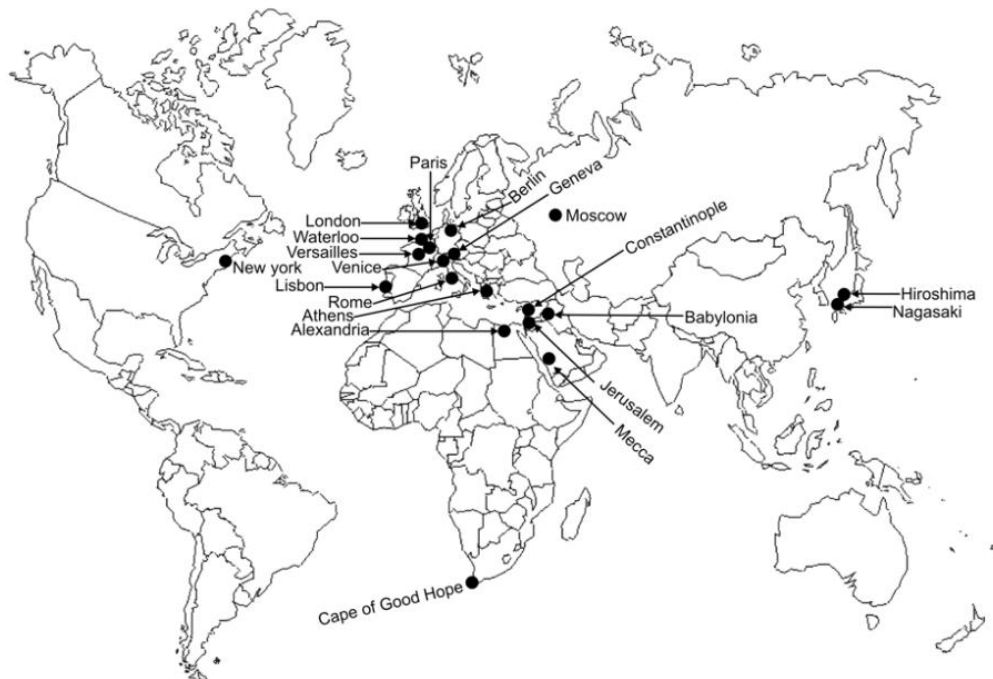 Paris
Berlin
Geneva
London
Moscow
Constantinople
Waterloo
Versailles
Venice
New york
Lisbon
Rome
Athens
Alexandria
Babylonia
Hiroshima
Nagasaki
Jerusalem
Mecca
Cape of Good Hope